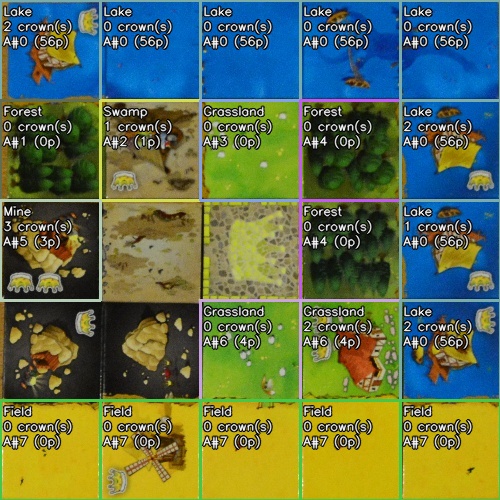 Lake
2 crown(s)
A#0 (56p)
Lake
0 crown(s)
A#0 (56p)
Lake
0 crown(s)
A#0 (56p)
Lake
0 crown(s)
A#0 (56p)
Lake
0 crown(s)
A#0 (56p)
Forest
0 crown(s)
A#1 (0p)
Swamp
1 crown(s)
A#2 (1p)
Grassland
0 crown(s)
A#3 (0p)
Forest
0 crown(s)
A#4 (0p)
Lake
2 crown(s)
A#0 (56p)
Mine
3 crown(s)
A#5 (3p)
Forest
0 crown(s)
A#4 (0p)
Lake
1 crown(s)
A#0 (56p)
Grassland
0 crown(s)
A#6 (4p)
Grassland
2 crown(s)
A#6 (4p)
Lake
2 crown(s)
A#0 (56p)
Field
0 crown(s)
A#7 (0p)
Field
0 crown(s)
A#7 (0p)
Field
0 crown(s)
A#7 (0p)
Field
0 crown(s)
A#7 (0p)
Field
0 crown(s)
A#7 (0p)